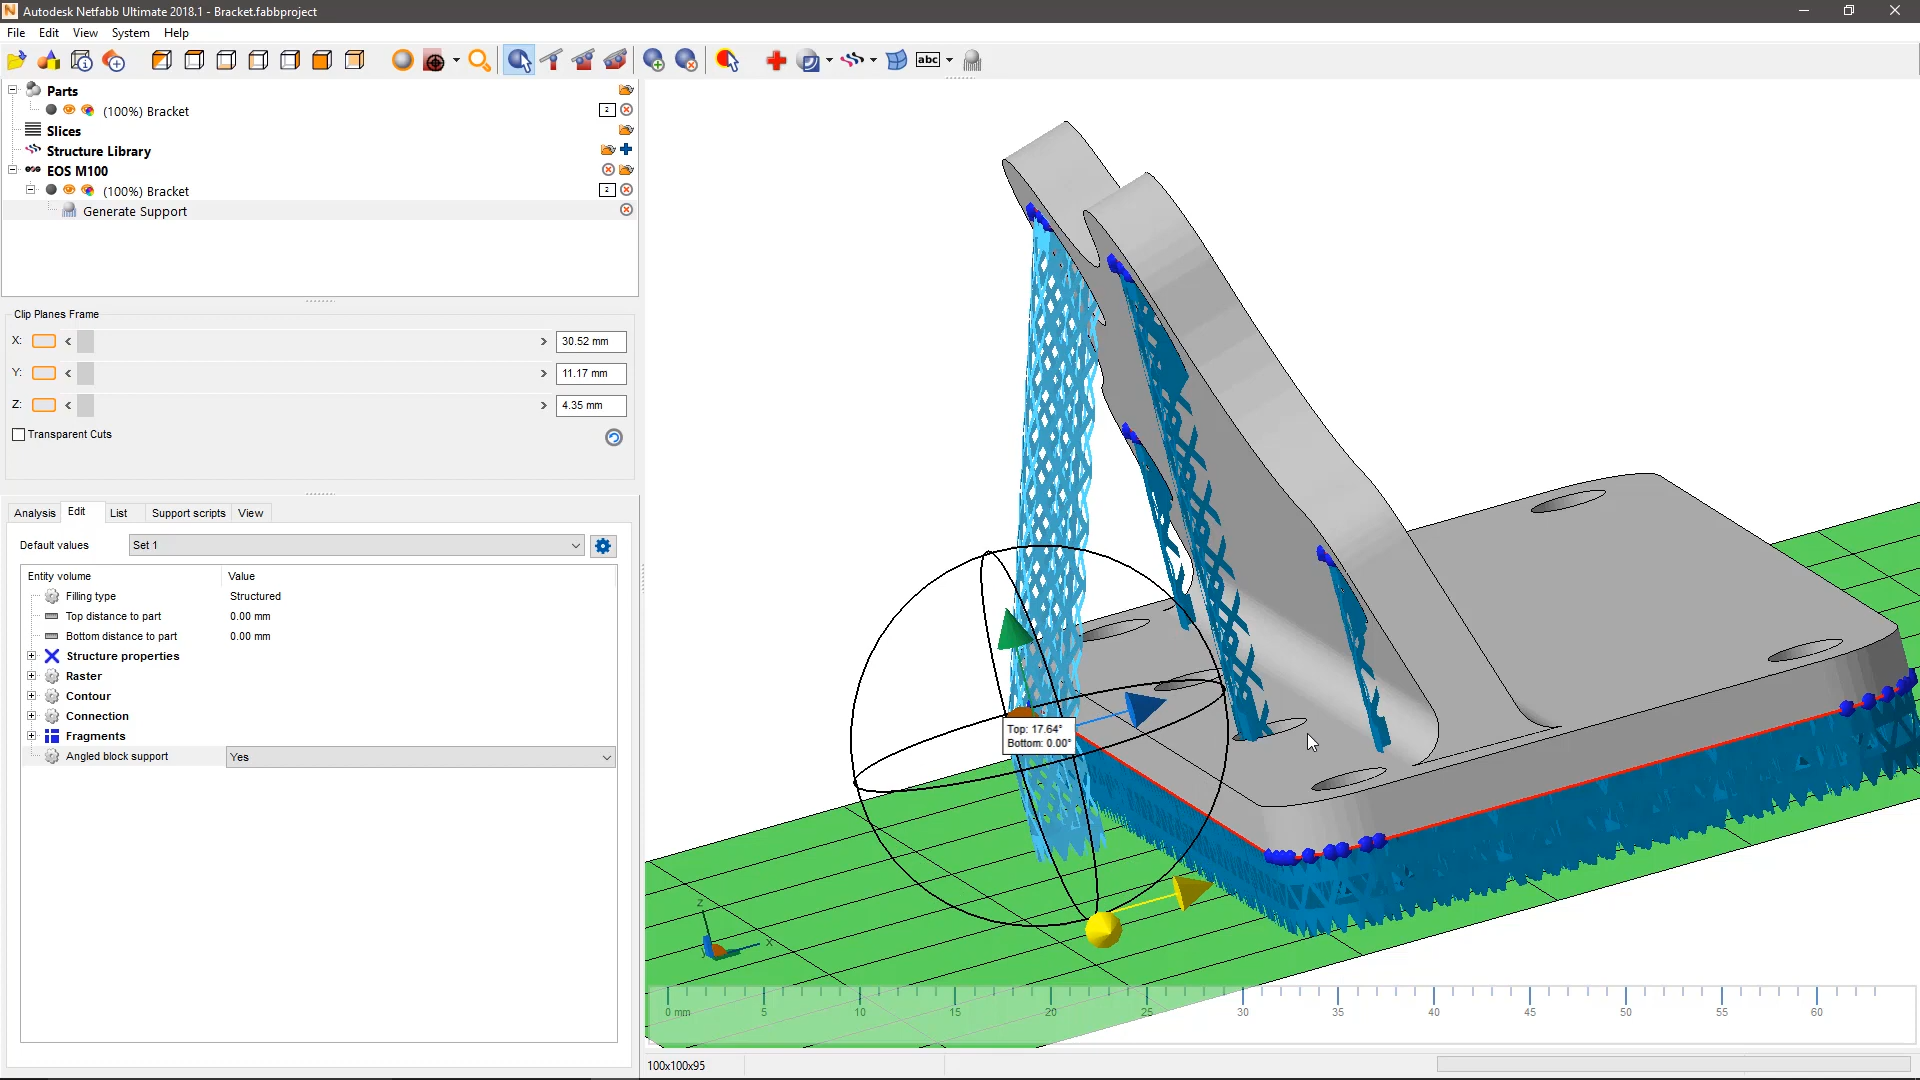 Autodesk Netfabb Ultimate 2018.1 - Bracket.fabbproject
File Edit View System Help
abc
Parts
(100%) Bracket
2
Slices
Structure Library
EOS M100
(100%) Bracket
2
Generate Support
Clip Planes Frame
X: < > 30.52 mm
Y: < > 11.17 mm
Z: < > 4.35 mm
Transparent Cuts
Analysis Edit List Support scripts View
Default values Set 1
Entity volume Value
Filling type Structured
Top distance to part 0.00 mm
Bottom distance to part 0.00 mm
Structure properties
Raster
Contour
Connection
Fragments
Angled block support Yes
Top: 17.64°
Bottom: 0.00°
Z
X
0 mm 5 10 15 20 25 30 35 40 45 50 55 60
100x100x95